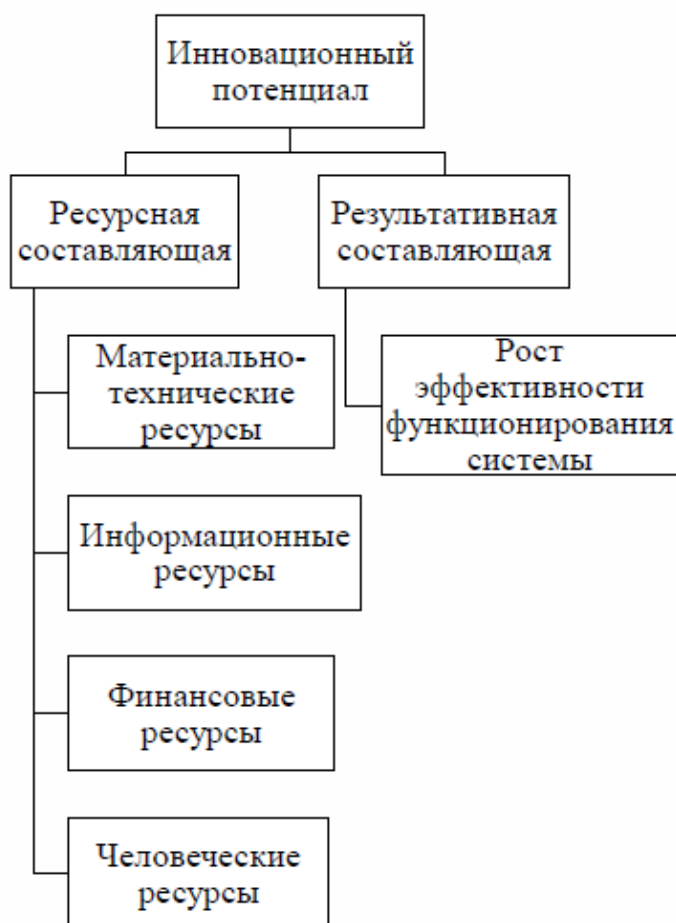 Инновационный
потенциал
Ресурсная
составляющая
Результативная
составляющая
Материально-
технические
ресурсы
Рост
эффективности
функционирования
системы
Информационные
ресурсы
Финансовые
ресурсы
Человеческие
ресурсы